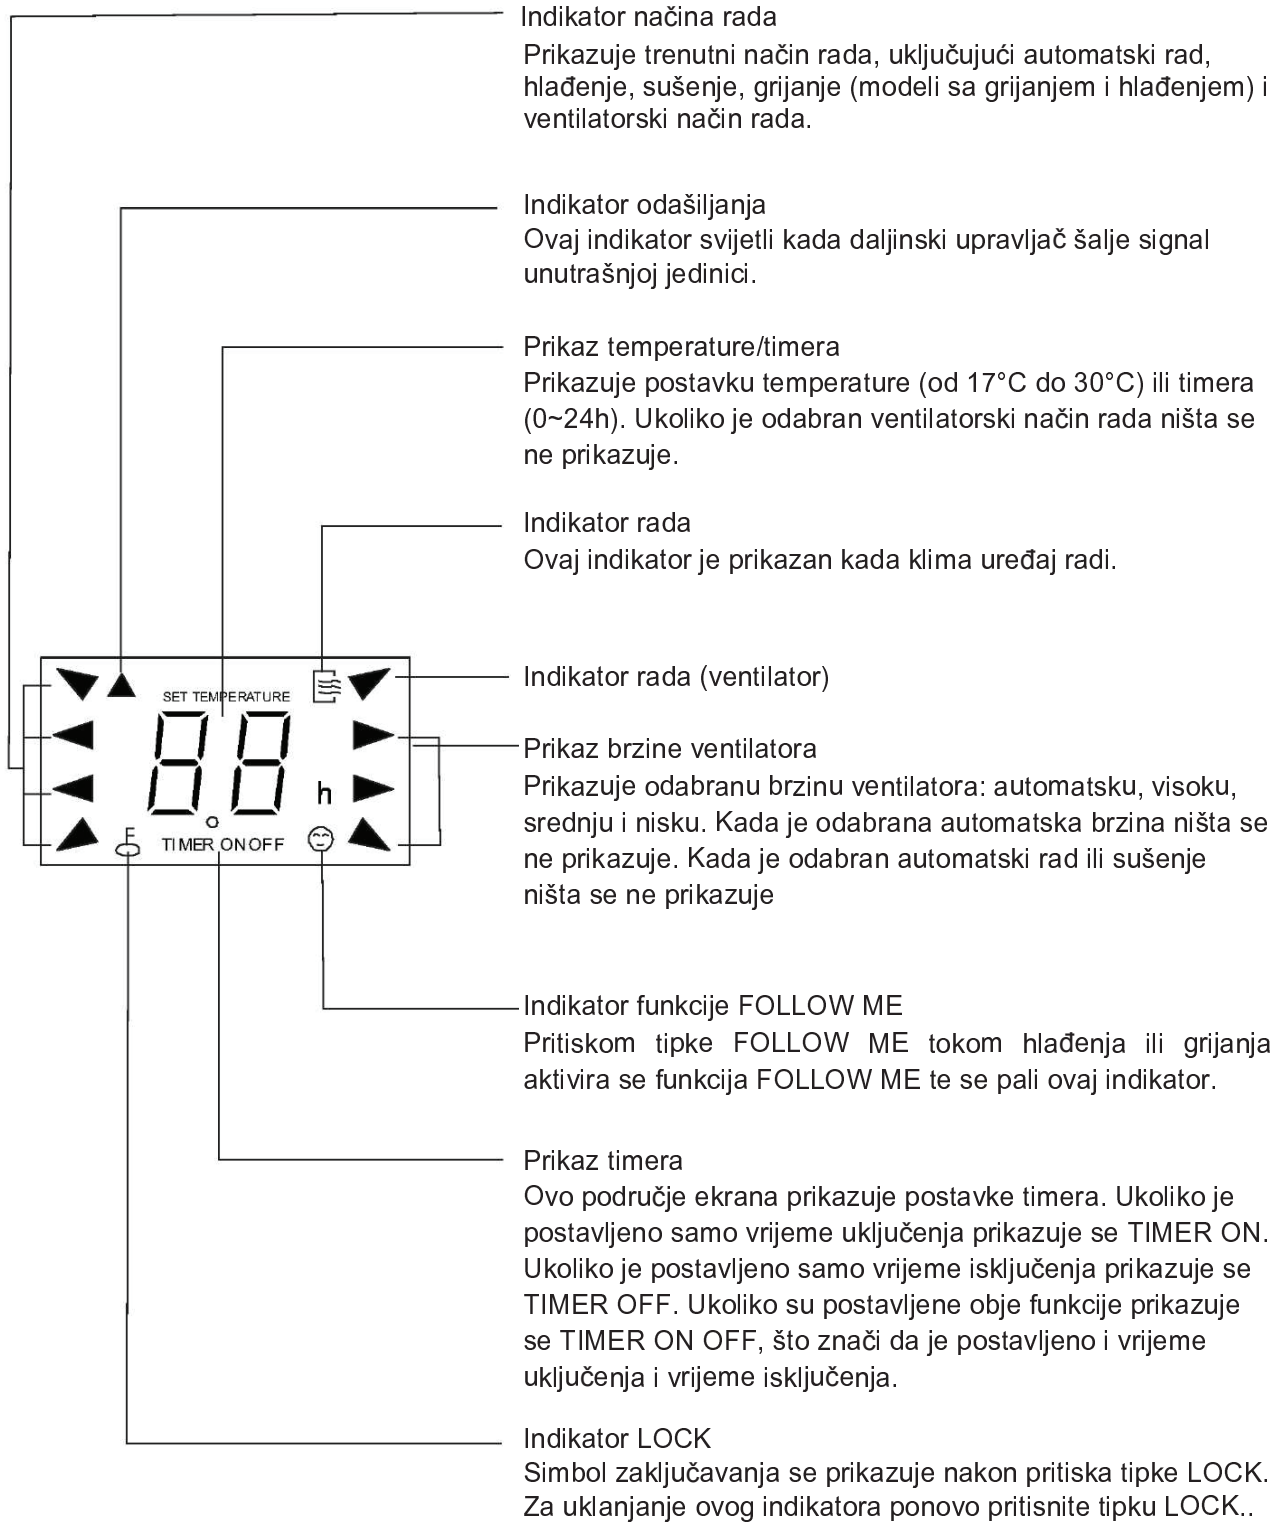 Indikator načina rada
Prikazuje trenutni način rada, uključujući automatski rad,
hlađenje, sušenje, grijanje (modeli sa grijanjem i hlađenjem) i
ventilatorski način rada.
Indikator odašiljanja
Ovaj indikator svijetli kada daljinski upravljač šalje signal
unutrašnjoj jedinici.
Prikaz temperature/timera
Prikazuje postavku temperature (od 17°C do 30°C) ili timera
(0~24h). Ukoliko je odabran ventilatorski način rada ništa se
ne prikazuje.
Indikator rada
Ovaj indikator je prikazan kada klima uređaj radi.
SET TEMPERATURE
88
h
TIMER ON OFF
Indikator rada (ventilator)
Prikaz brzine ventilatora
Prikazuje odabranu brzinu ventilatora: automatsku, visoku,
srednju i nisku. Kada je odabrana automatska brzina ništa se
ne prikazuje. Kada je odabran automatski rad ili sušenje
ništa se ne prikazuje
Indikator funkcije FOLLOW ME
Pritiskom tipke FOLLOW ME tokom hlađenja ili grijanja
aktivira se funkcija FOLLOW ME te se pali ovaj indikator.
Prikaz timera
Ovo područje ekrana prikazuje postavke timera. Ukoliko je
postavljeno samo vrijeme uključenja prikazuje se TIMER ON.
Ukoliko je postavljeno samo vrijeme isključenja prikazuje se
TIMER OFF. Ukoliko su postavljene obje funkcije prikazuje
se TIMER ON OFF, što znači da je postavljeno i vrijeme
uključenja i vrijeme isključenja.
Indikator LOCK
Simbol zaključavanja se prikazuje nakon pritiska tipke LOCK.
Za uklanjanje ovog indikatora ponovo pritisnite tipku LOCK..